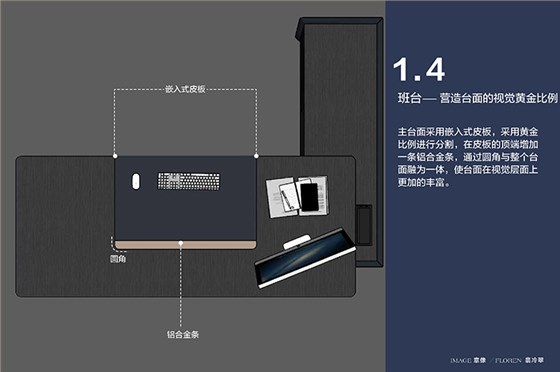 嵌入式皮板
圆角
铝合金条
1.4
班台— 营造台面的视觉黄金比例
主台面采用嵌入式皮板，采用黄金
比例进行分割，在皮板的顶端增加
一条铝合金条，通过圆角与整个台
面融为一体，使台面在视觉层面上
更加的丰富。
IMAGE 意像 / FLOREN 翡冷翠